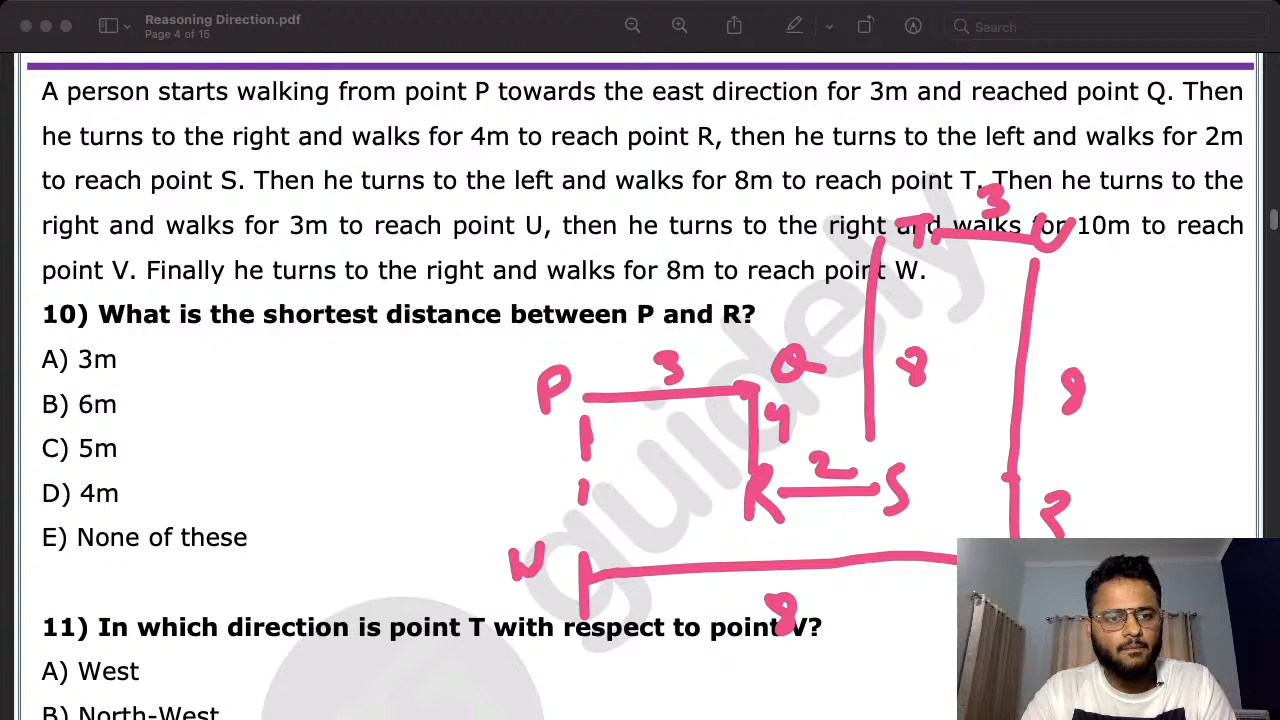 Reasoning Direction.pdf
Page 4 of 15
Search
A person starts walking from point P towards the east direction for 3m and reached point Q. Then
he turns to the right and walks for 4m to reach point R, then he turns to the left and walks for 2m
to reach point S. Then he turns to the left and walks for 8m to reach point T. Then he turns to the
right and walks for 3m to reach point U, then he turns to the right and walks for 10m to reach
point V. Finally he turns to the right and walks for 8m to reach point W.
10) What is the shortest distance between P and R?
A) 3m
B) 6m
C) 5m
D) 4m
E) None of these
11) In which direction is point T with respect to point V?
A) West
B) North-West
guidely
T 3 U
P 3 Q
4
8
8
R 2 S
2
W
8